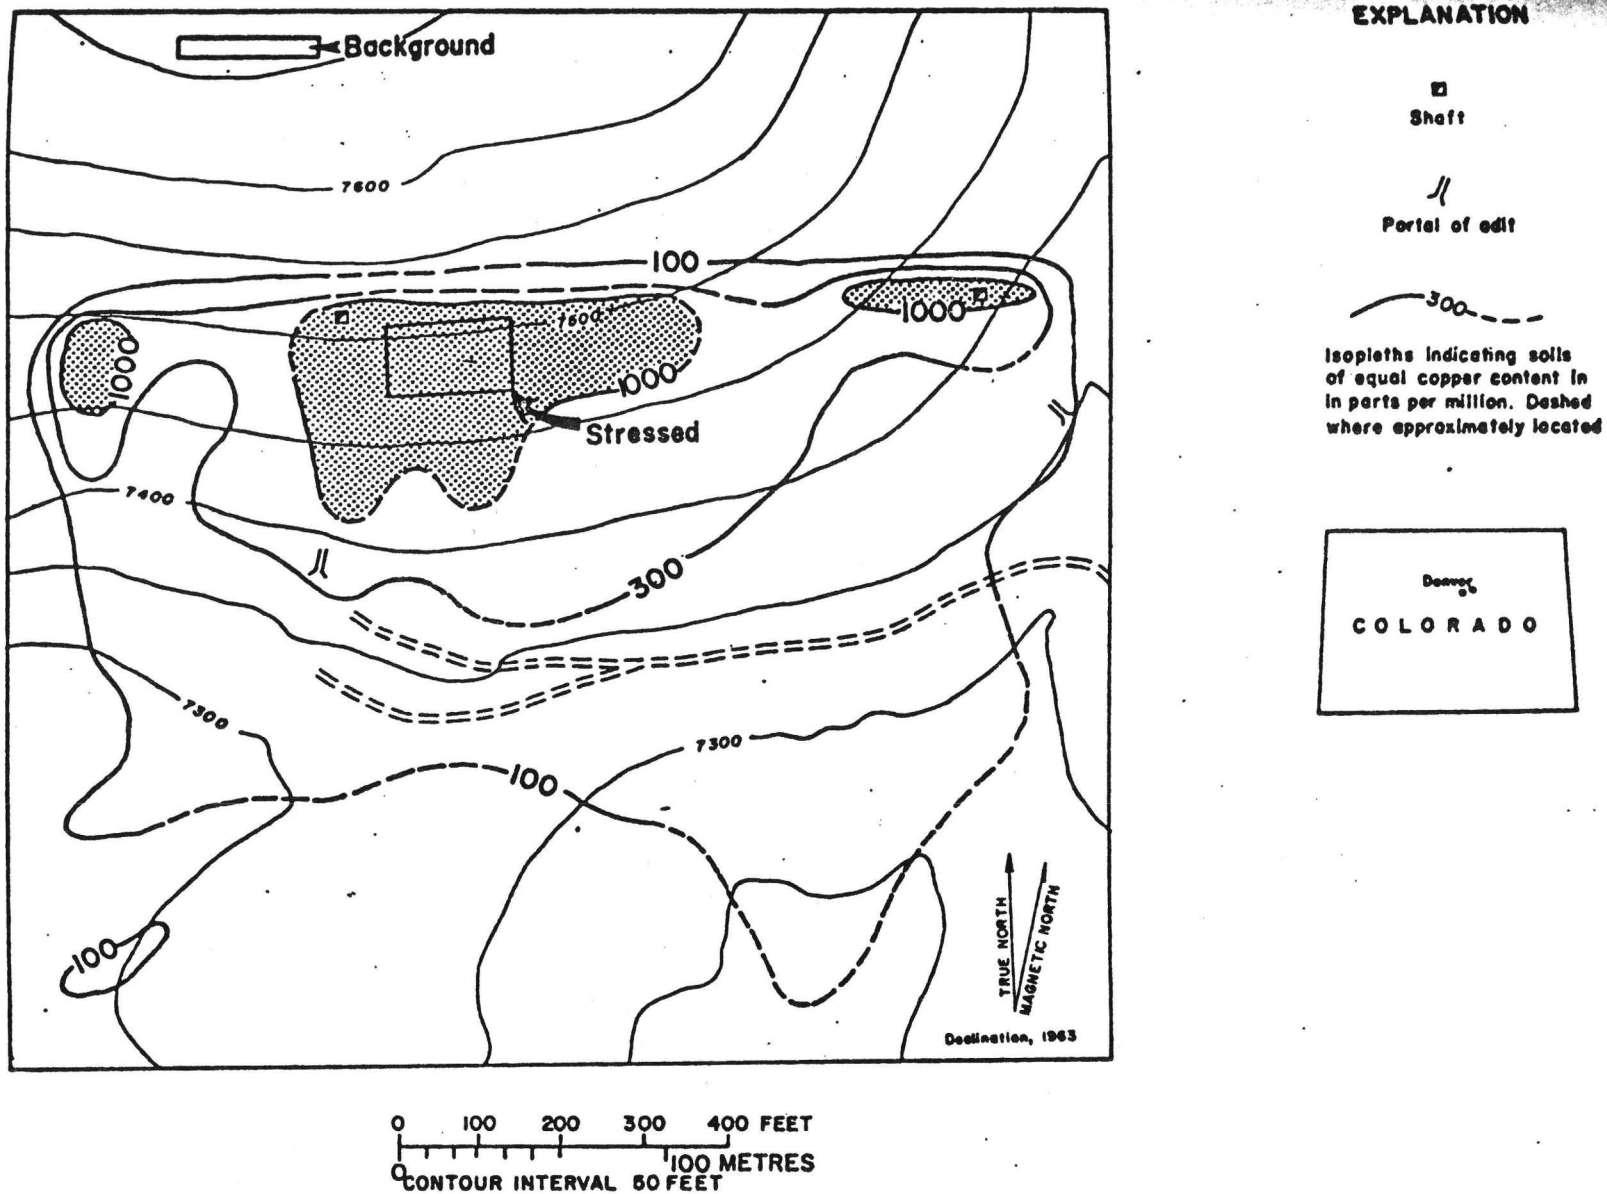 EXPLANATION
Background
Shaft
7600
Portal of adit
100
300
1000
7500
1000
1000
Isopleths indicating soils
of equal copper content in
in parts per million. Dashed
where approximately located
Stressed
7400
300
Denver
COLORADO
7300
7300
100
100
TRUE NORTH
MAGNETIC NORTH
Declination, 1963
0 100 200 300 400 FEET
0 100 METRES
CONTOUR INTERVAL 50 FEET